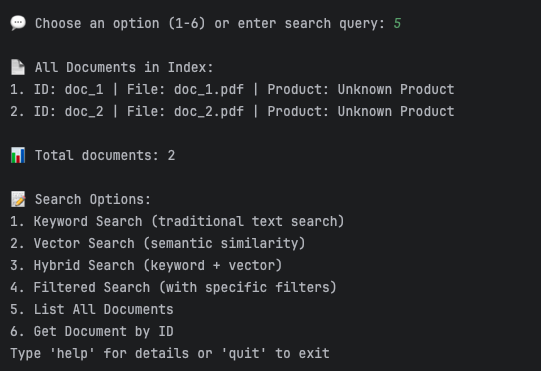 💬 Choose an option (1-6) or enter search query: 5
📄 All Documents in Index:
1. ID: doc_1 | File: doc_1.pdf | Product: Unknown Product
2. ID: doc_2 | File: doc_2.pdf | Product: Unknown Product
📊 Total documents: 2
📝 Search Options:
1. Keyword Search (traditional text search)
2. Vector Search (semantic similarity)
3. Hybrid Search (keyword + vector)
4. Filtered Search (with specific filters)
5. List All Documents
6. Get Document by ID
Type 'help' for details or 'quit' to exit